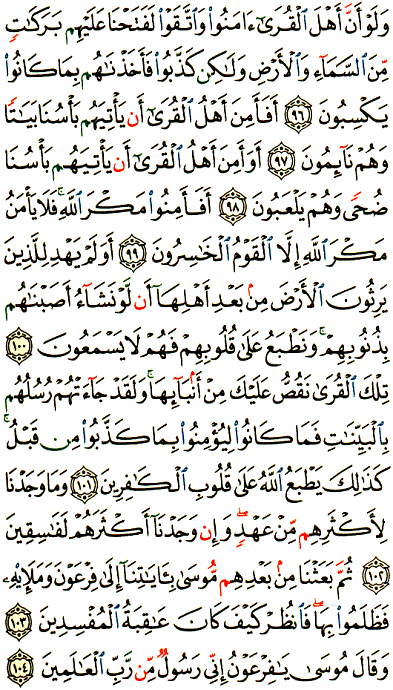 وَلَوْ أَنَّ أَهْلَ ٱلْقُرَىٰٓ ءَامَنُوا۟ وَٱتَّقَوْا۟ لَفَتَحْنَا عَلَيْهِم بَرَكَٰتٍ
مِّنَ ٱلسَّمَآءِ وَٱلْأَرْضِ وَلَٰكِن كَذَّبُوا۟ فَأَخَذْنَٰهُم بِمَا كَانُوا۟
يَكْسِبُونَ ٩٦ أَفَأَمِنَ أَهْلُ ٱلْقُرَىٰٓ أَن يَأْتِيَهُم بَأْسُنَا بَيَٰتًا
وَهُمْ نَآئِمُونَ ٩٧ أَوَأَمِنَ أَهْلُ ٱلْقُرَىٰٓ أَن يَأْتِيَهُم بَأْسُنَا
ضُحًى وَهُمْ يَلْعَبُونَ ٩٨ أَفَأَمِنُوا۟ مَكْرَ ٱللَّهِ ۚ فَلَا يَأْمَنُ
مَكْرَ ٱللَّهِ إِلَّا ٱلْقَوْمُ ٱلْخَٰسِرُونَ ٩٩ أَوَلَمْ يَهْدِ لِلَّذِينَ
يَرِثُونَ ٱلْأَرْضَ مِنۢ بَعْدِ أَهْلِهَآ أَن لَّوْ نَشَآءُ أَصَبْنَٰهُم
بِذُنُوبِهِمْ ۚ وَنَطْبَعُ عَلَىٰ قُلُوبِهِمْ فَهُمْ لَا يَسْمَعُونَ ١٠٠
تِلْكَ ٱلْقُرَىٰ نَقُصُّ عَلَيْكَ مِنْ أَنۢبَآئِهَا ۚ وَلَقَدْ جَآءَتْهُمْ رُسُلُهُم
بِٱلْبَيِّنَٰتِ فَمَا كَانُوا۟ لِيُؤْمِنُوا۟ بِمَا كَذَّبُوا۟ مِن قَبْلُ ۚ
كَذَٰلِكَ يَطْبَعُ ٱللَّهُ عَلَىٰ قُلُوبِ ٱلْكَٰفِرِينَ ١٠١ وَمَا وَجَدْنَا
لِأَكْثَرِهِم مِّنْ عَهْدٍ ۖ وَإِن وَجَدْنَآ أَكْثَرَهُمْ لَفَٰسِقِينَ
١٠٢ ثُمَّ بَعَثْنَا مِنۢ بَعْدِهِم مُّوسَىٰ بِـَٔايَٰتِنَآ إِلَىٰ فِرْعَوْنَ وَمَلَإِي۟هِۦ
فَظَلَمُوا۟ بِهَا ۖ فَٱنظُرْ كَيْفَ كَانَ عَٰقِبَةُ ٱلْمُفْسِدِينَ ١٠٣
وَقَالَ مُوسَىٰ يَٰفِرْعَوْنُ إِنِّى رَسُولٌ مِّن رَّبِّ ٱلْعَٰلَمِينَ ١٠٤